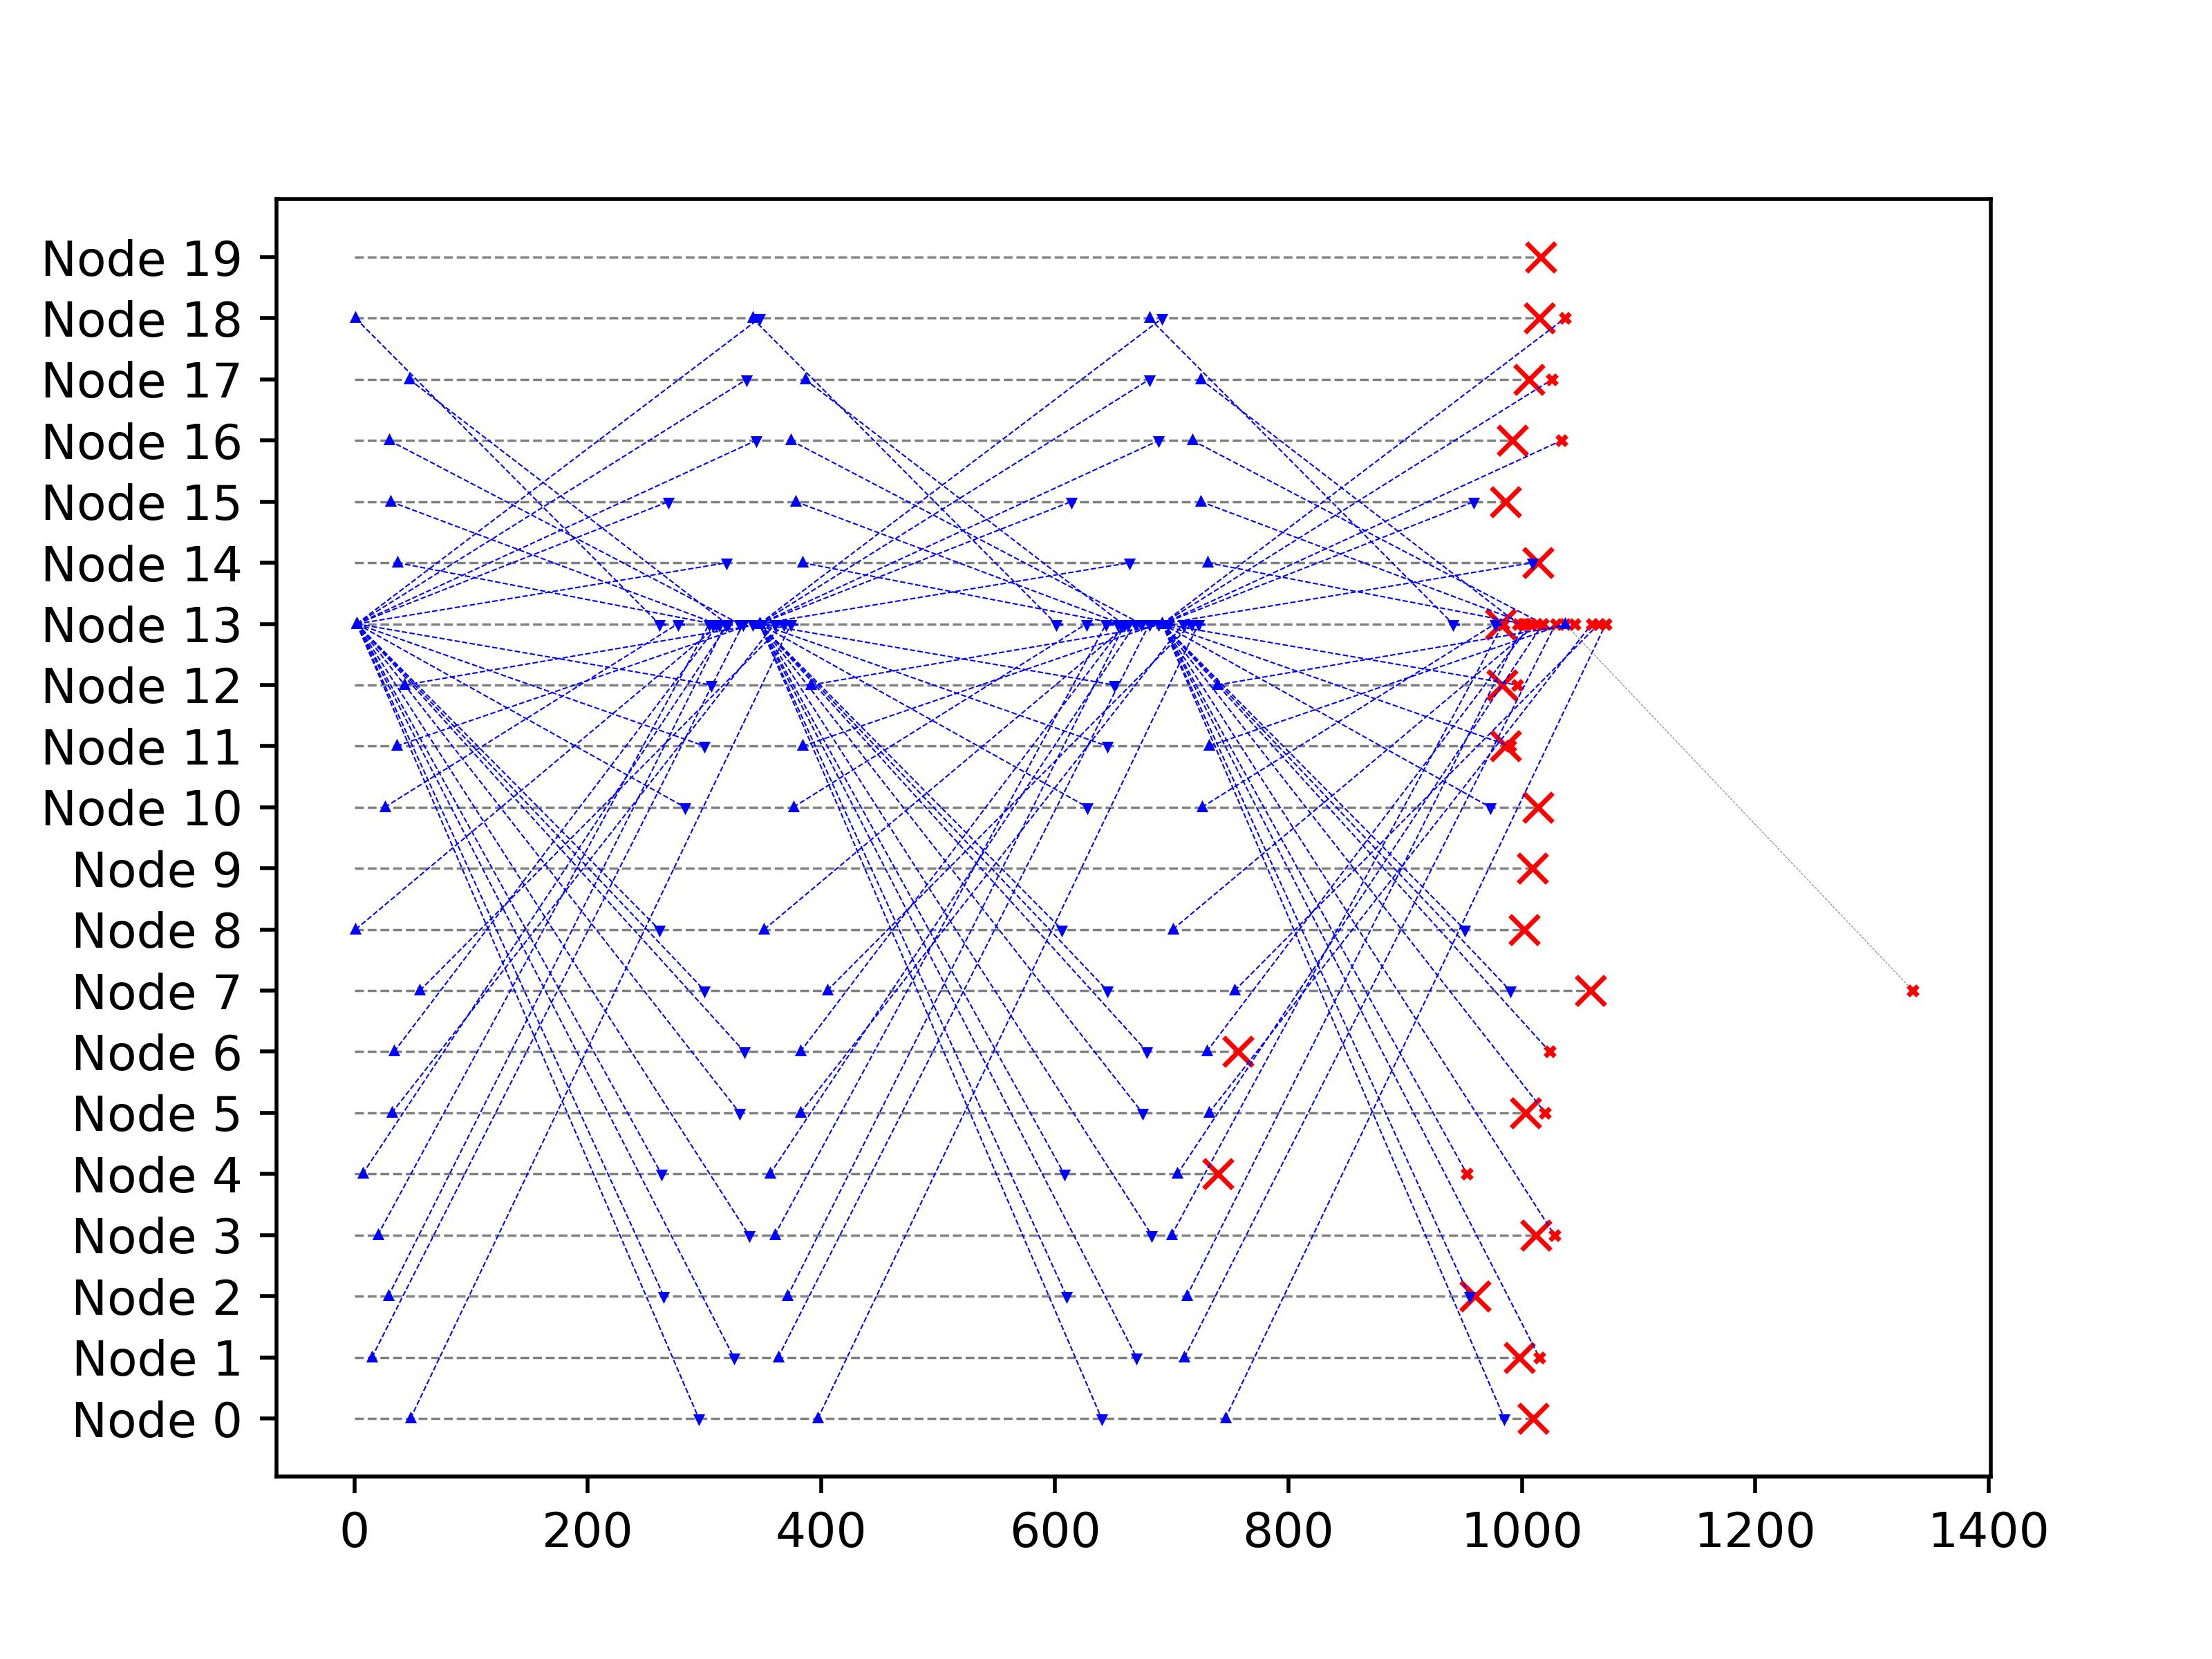 Node 19
Node 18
Node 17
Node 16
Node 15
Node 14
Node 13
Node 12
Node 11
Node 10
Node 9
Node 8
Node 7
Node 6
Node 5
Node 4
Node 3
Node 2
Node 1
Node 0
0 200 400 600 800 1000 1200 1400